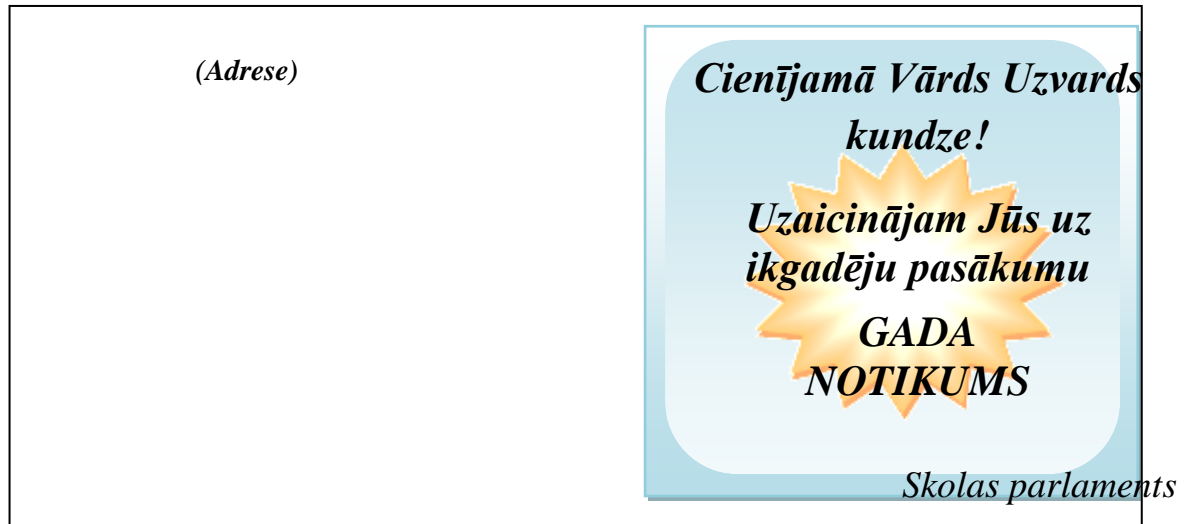 (Adrese)
Cienījamā Vārds Uzvards
kundze!
Uzaicinājam Jūs uz
ikgadēju pasākumu
GADA
NOTIKUMS
Skolas parlaments